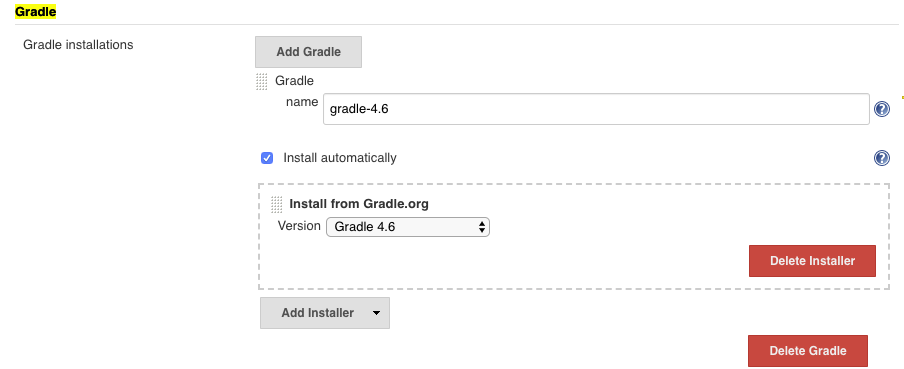 Gradle
Gradle installations
Add Gradle
Gradle
name
gradle-4.6
?
Install automatically
?
Install from Gradle.org
Version
Gradle 4.6
Delete Installer
Add Installer
Delete Gradle